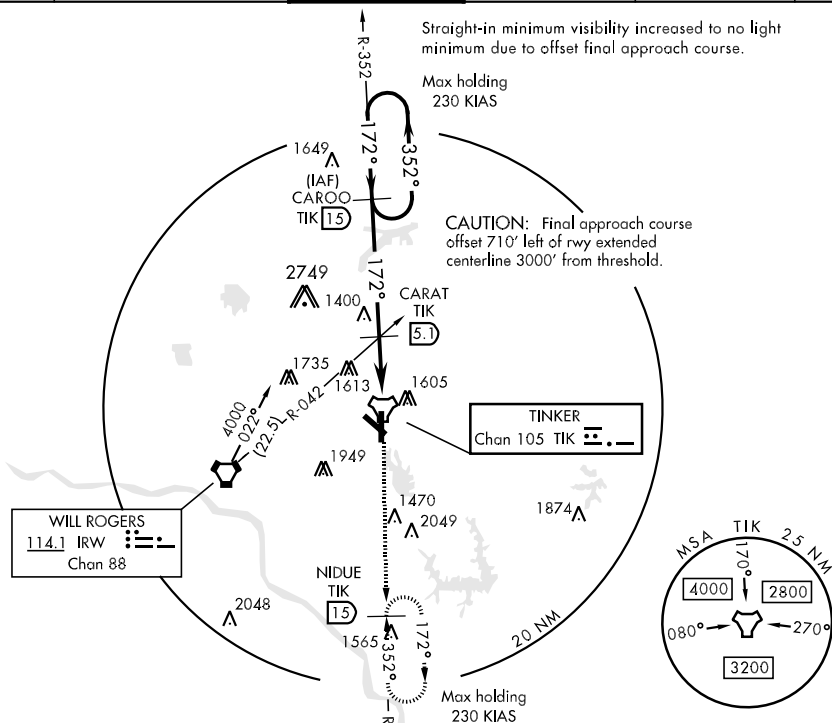 Straight-in minimum visibility increased to no light
minimum due to offset final approach course.
R-352
Max holding
230 KIAS
172°
352°
1649
(IAF)
CAROO
TIK 15
CAUTION: Final approach course
offset 710' left of rwy extended
centerline 3000' from threshold.
172°
2749
1400
CARAT
TIK
5.1
1735
1613
1605
4000
022°
(22.5)
R-042
TINKER
Chan 105 TIK
1949
WILL ROGERS
114.1 IRW
Chan 88
1470
2049
1874
NIDUE
TIK
15
2048
1565
352°
172°
20 NM
Max holding
230 KIAS
R
MSA TIK 25 NM
170°
4000
2800
080°
270°
3200